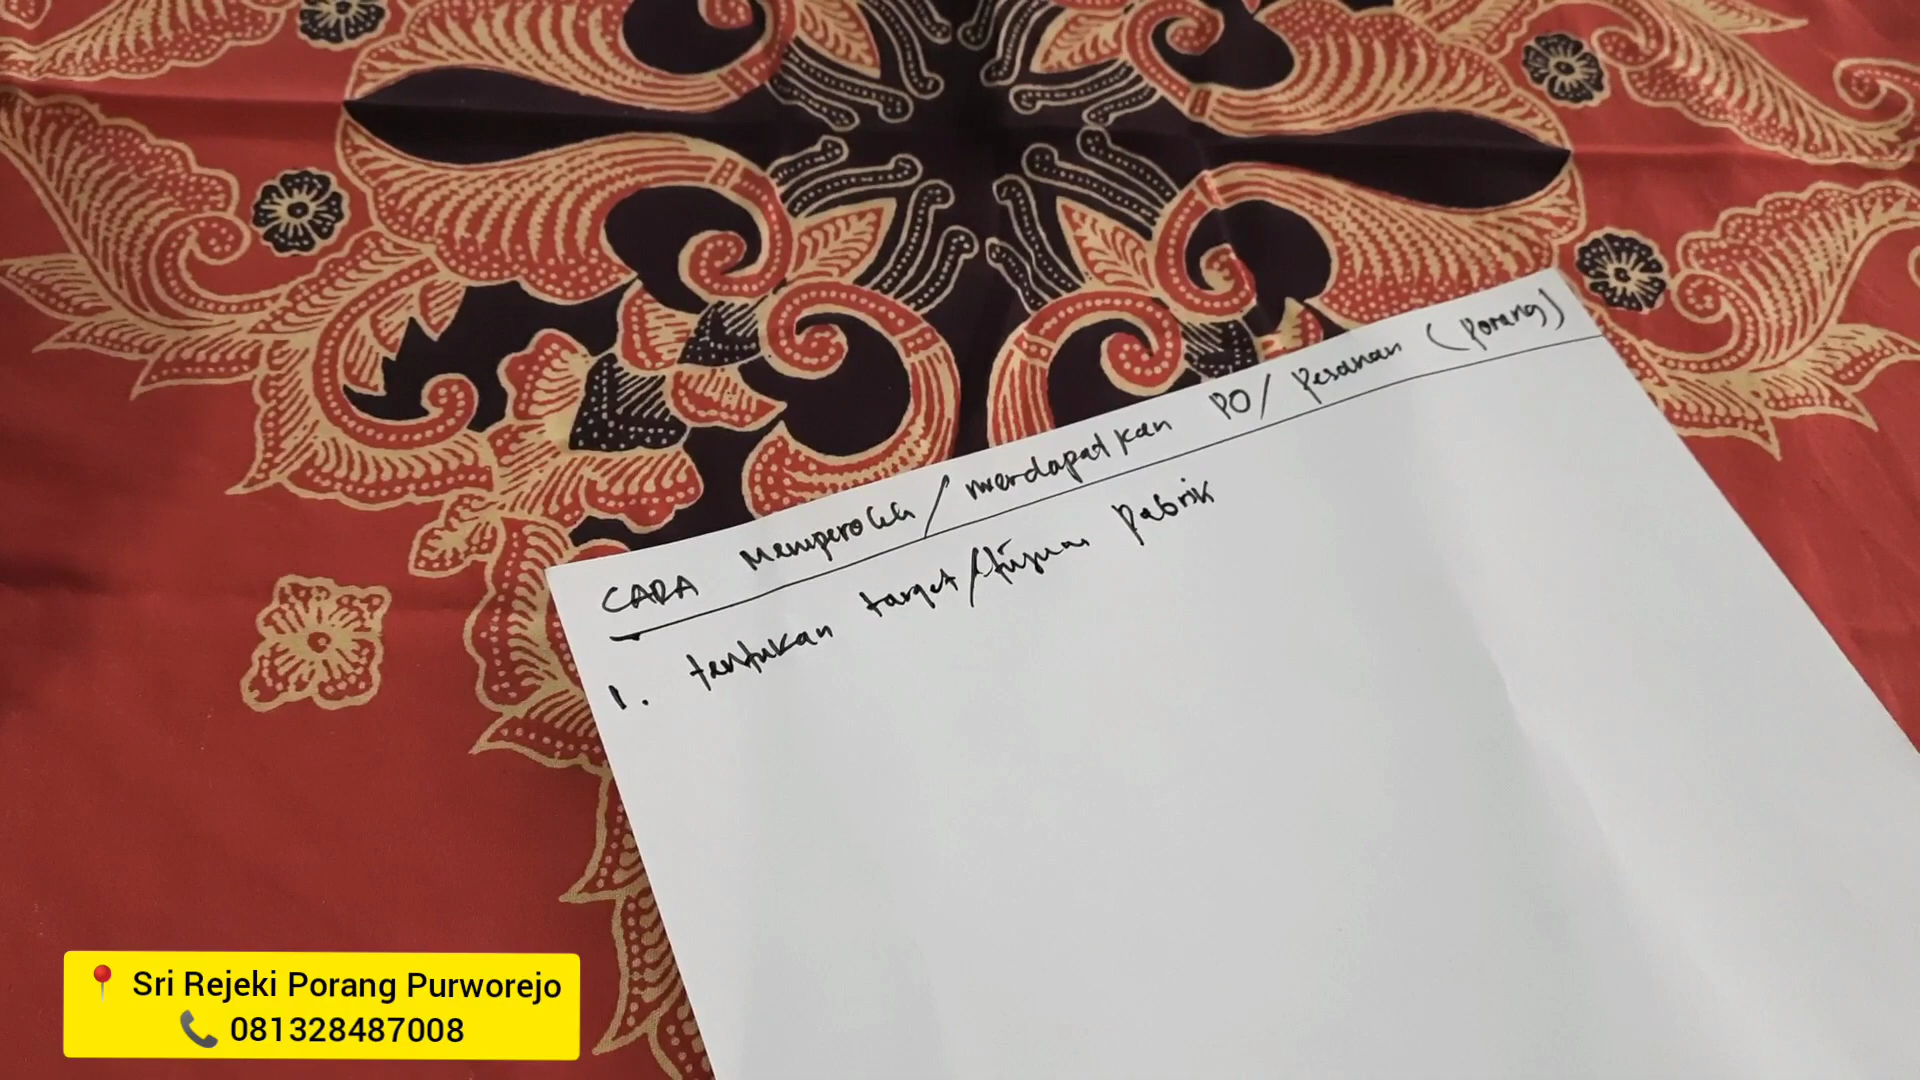 CARA Memperoleh / mendapatkan PO / Pesanan (Porang)
1. tentukan target / tujuan Pabrik
Sri Rejeki Porang Purworejo
081328487008